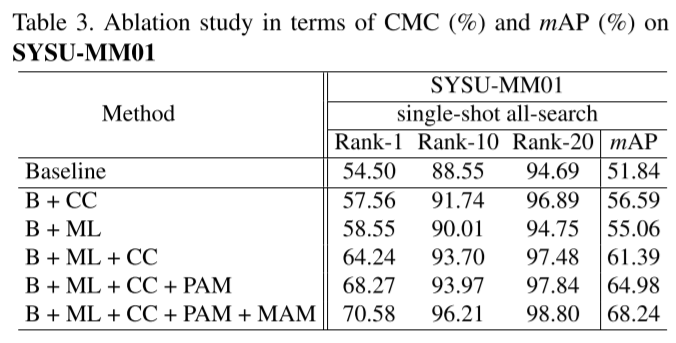 Table 3. Ablation study in terms of CMC (%) and mAP (%) on
SYSU-MM01
SYSU-MM01
Method
single-shot all-search
Rank-1 Rank-10 Rank-20 mAP
Baseline 54.50 88.55 94.69 51.84
B + CC 57.56 91.74 96.89 56.59
B + ML 58.55 90.01 94.75 55.06
B + ML + CC 64.24 93.70 97.48 61.39
B + ML + CC + PAM 68.27 93.97 97.84 64.98
B + ML + CC + PAM + MAM 70.58 96.21 98.80 68.24